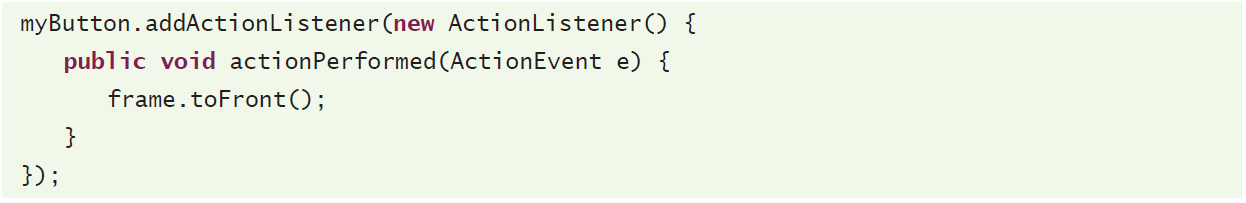 myButton.addActionListener(new ActionListener() {
   public void actionPerformed(ActionEvent e) {
      frame.toFront();
   }
});